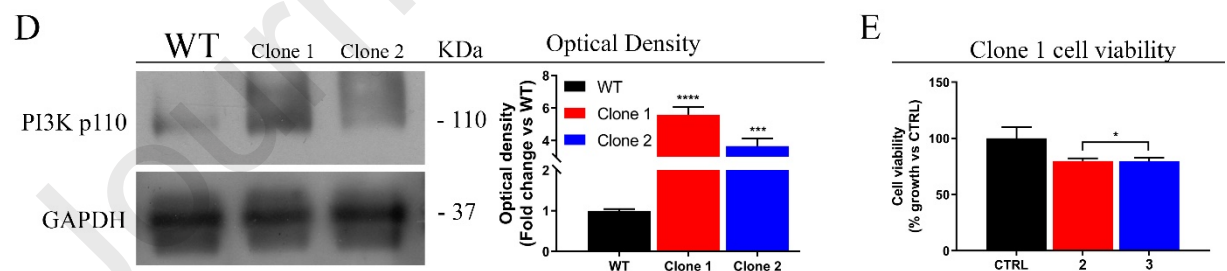 D
WT Clone 1 Clone 2 KDa
PI3K p110
- 110
GAPDH
- 37
Optical Density
Optical density
(Fold change vs WT)
8
6
4
2
2
1
0
WT
Clone 1
Clone 2
****
***
WT Clone 1 Clone 2
E
Clone 1 cell viability
Cell viability
(% growth vs CTRL)
150
100
50
0
*
CTRL 2 3
Journ